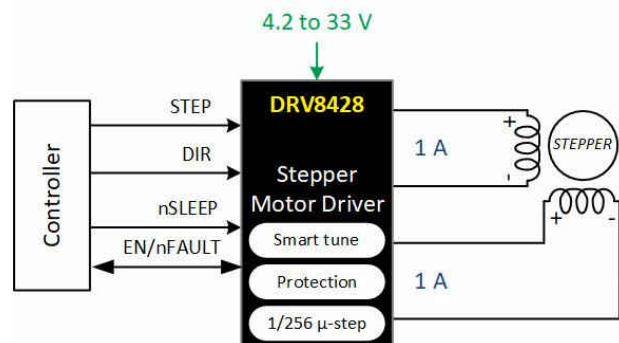 4.2 to 33 V
Controller
STEP
DIR
nSLEEP
EN/nFAULT
DRV8428
Stepper
Motor Driver
Smart tune
Protection
1/256 µ-step
1 A
1 A
+
-
STEPPER
+ -